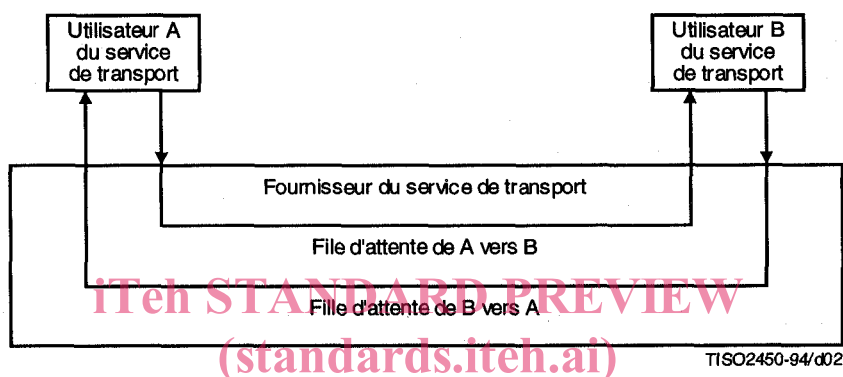 Utilisateur A
du service
de transport
Utilisateur B
du service
de transport
Fournisseur du service de transport
File d'attente de A vers B
iTeh STANDARD PREVIEW
Fille d'attente de B vers A
(standards.iteh.ai)
TISO2450-94/d02